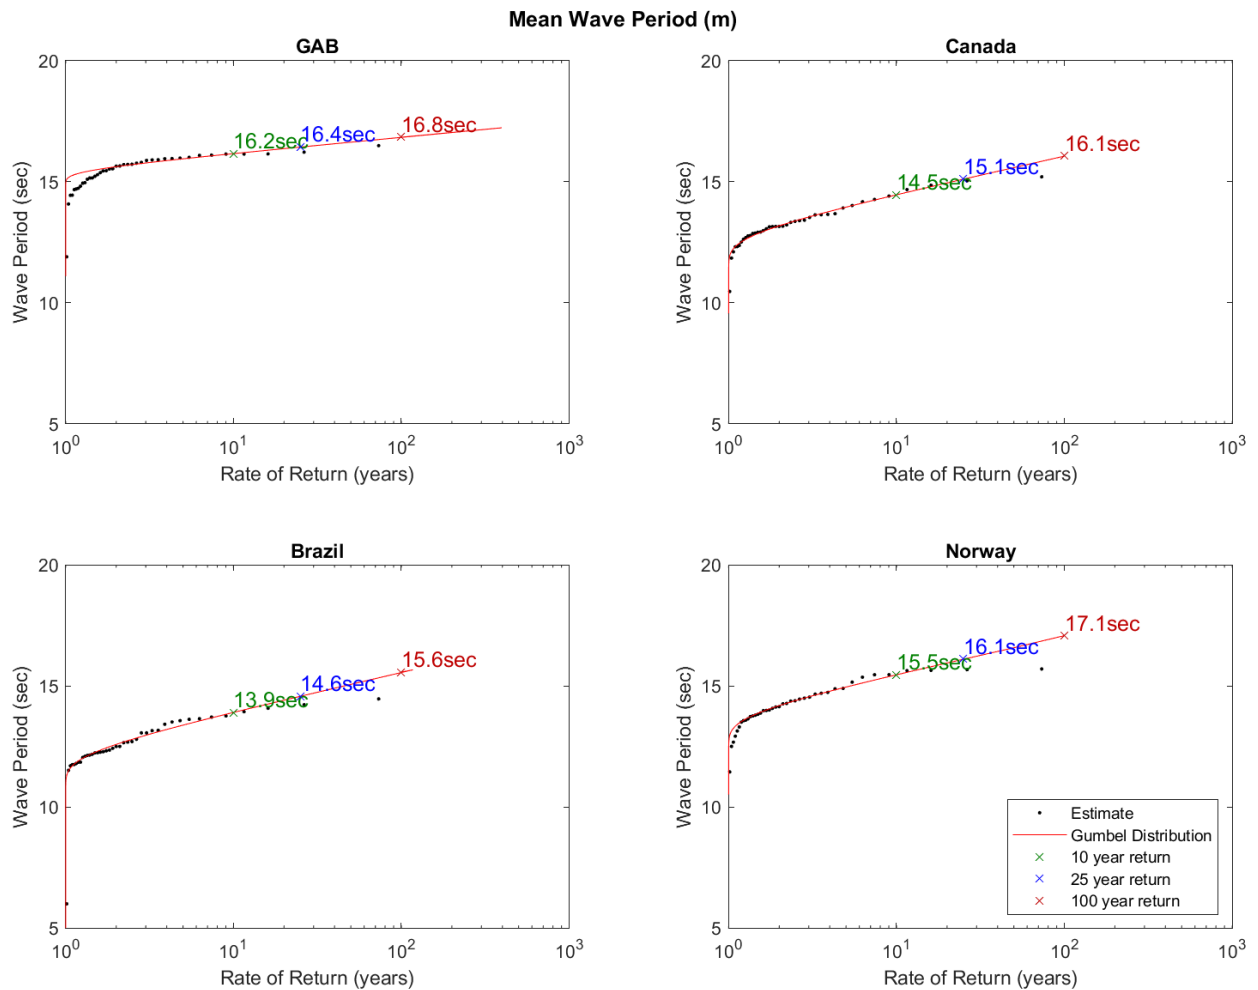 Mean Wave Period (m)
GAB
20
15
10
5
Wave Period (sec)
16.2sec
16.4sec
16.8sec
10^0
10^1
10^2
10^3
Rate of Return (years)
Canada
20
15
10
5
Wave Period (sec)
14.5sec
15.1sec
16.1sec
10^0
10^1
10^2
10^3
Rate of Return (years)
Brazil
20
15
10
5
Wave Period (sec)
13.9sec
14.6sec
15.6sec
10^0
10^1
10^2
10^3
Rate of Return (years)
Norway
20
15
10
5
Wave Period (sec)
15.5sec
16.1sec
17.1sec
Estimate
Gumbel Distribution
10 year return
25 year return
100 year return
10^0
10^1
10^2
10^3
Rate of Return (years)